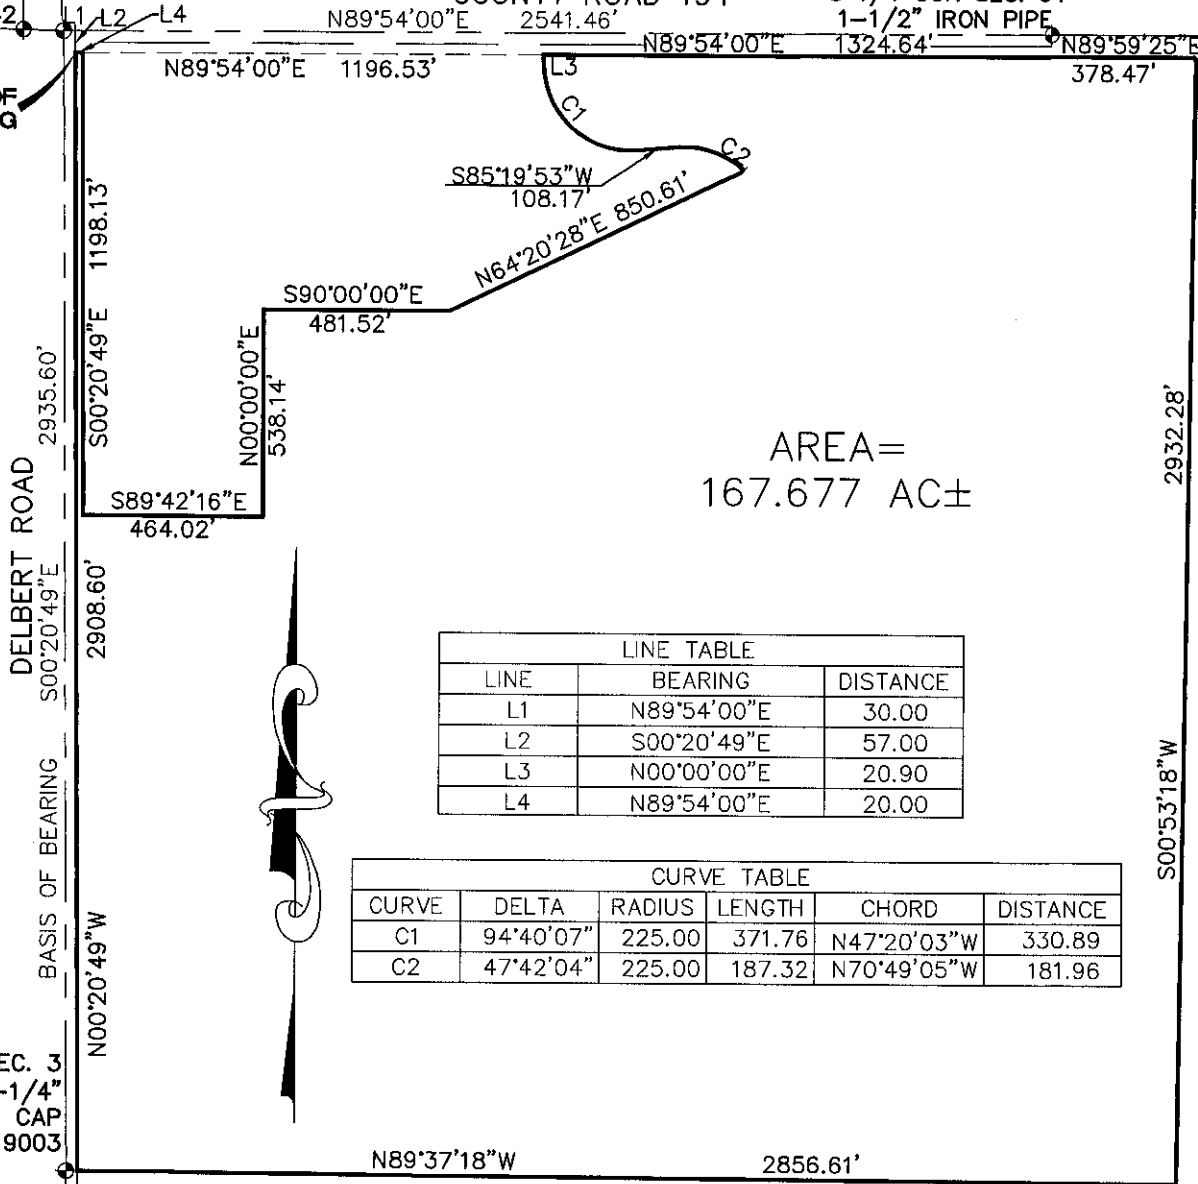 L1
L2
L4
N89°54'00"E 2541.46'
1-1/2" IRON PIPE
N89°54'00"E 1324.64'
N89°59'25"E
378.47'
N89°54'00"E 1196.53'
L3
C1
C2
S85°19'53"W
108.17'
N64°20'28"E 850.61'
S90°00'00"E
481.52'
N00°00'00"E
538.14'
S89°42'16"E
464.02'
S00°20'49"E 1198.13'
2935.60'
DELBERT ROAD
BASIS OF BEARING S00°20'49"E
2908.60'
N00°20'49"W
AREA=
167.677 AC±
2932.28'
S00°53'18"W
LINE TABLE
LINE BEARING DISTANCE
L1 N89°54'00"E 30.00
L2 S00°20'49"E 57.00
L3 N00°00'00"E 20.90
L4 N89°54'00"E 20.00
CURVE TABLE
CURVE DELTA RADIUS LENGTH CHORD DISTANCE
C1 94°40'07" 225.00 371.76 N47°20'03"W 330.89
C2 47°42'04" 225.00 187.32 N70°49'05"W 181.96
EC. 3
-1/4"
CAP
9003
N89°37'18"W 2856.61'